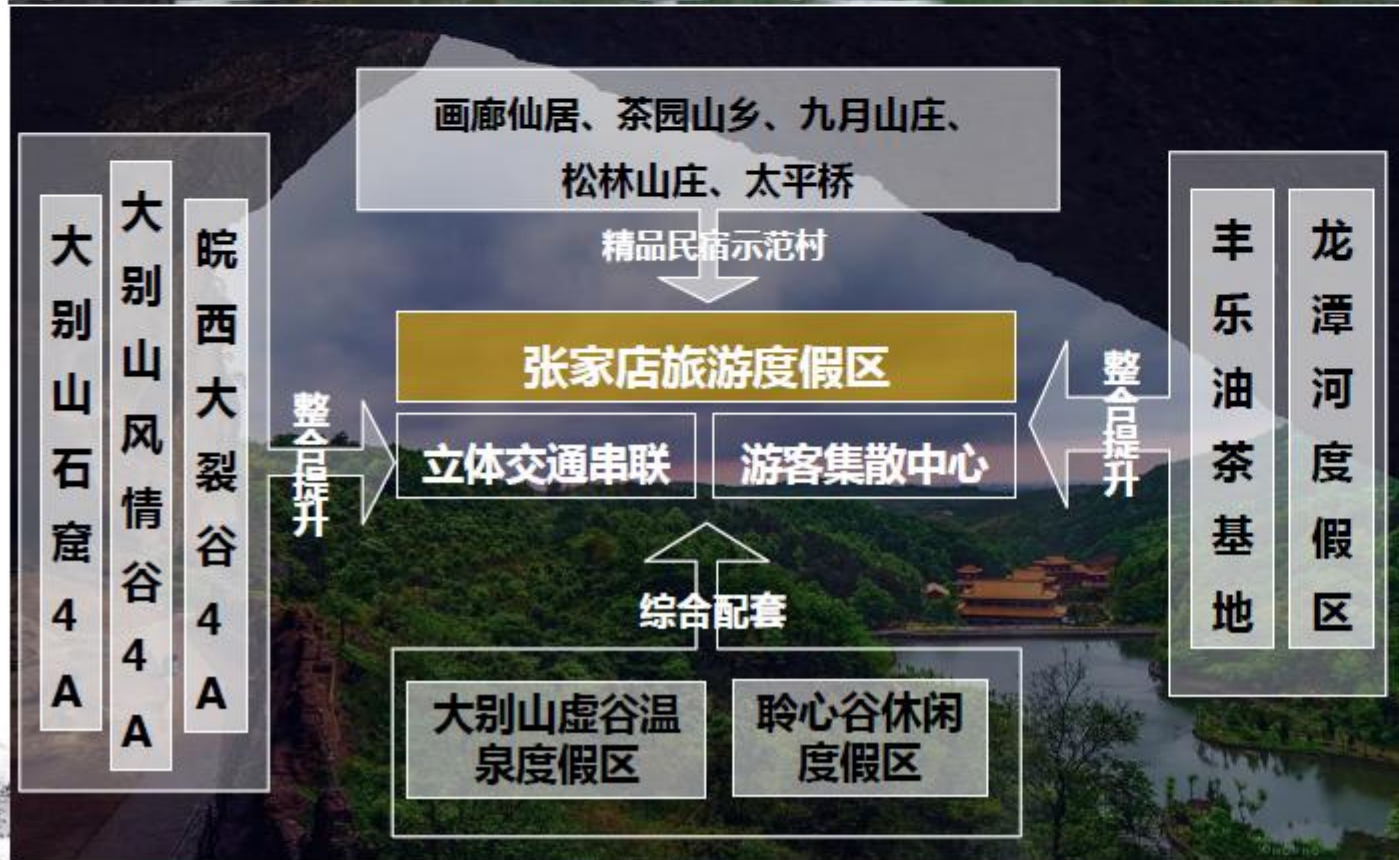 画廊仙居、茶园山乡、九月山庄、
松林山庄、太平桥
精品民宿示范村
大别山石窟4A
大别山风情谷4A
皖西大裂谷4A
整合提升
张家店旅游度假区
立体交通串联
游客集散中心
整合提升
丰乐油茶基地
龙潭河度假区
综合配套
大别山虚谷温
泉度假区
聆心谷休闲
度假区